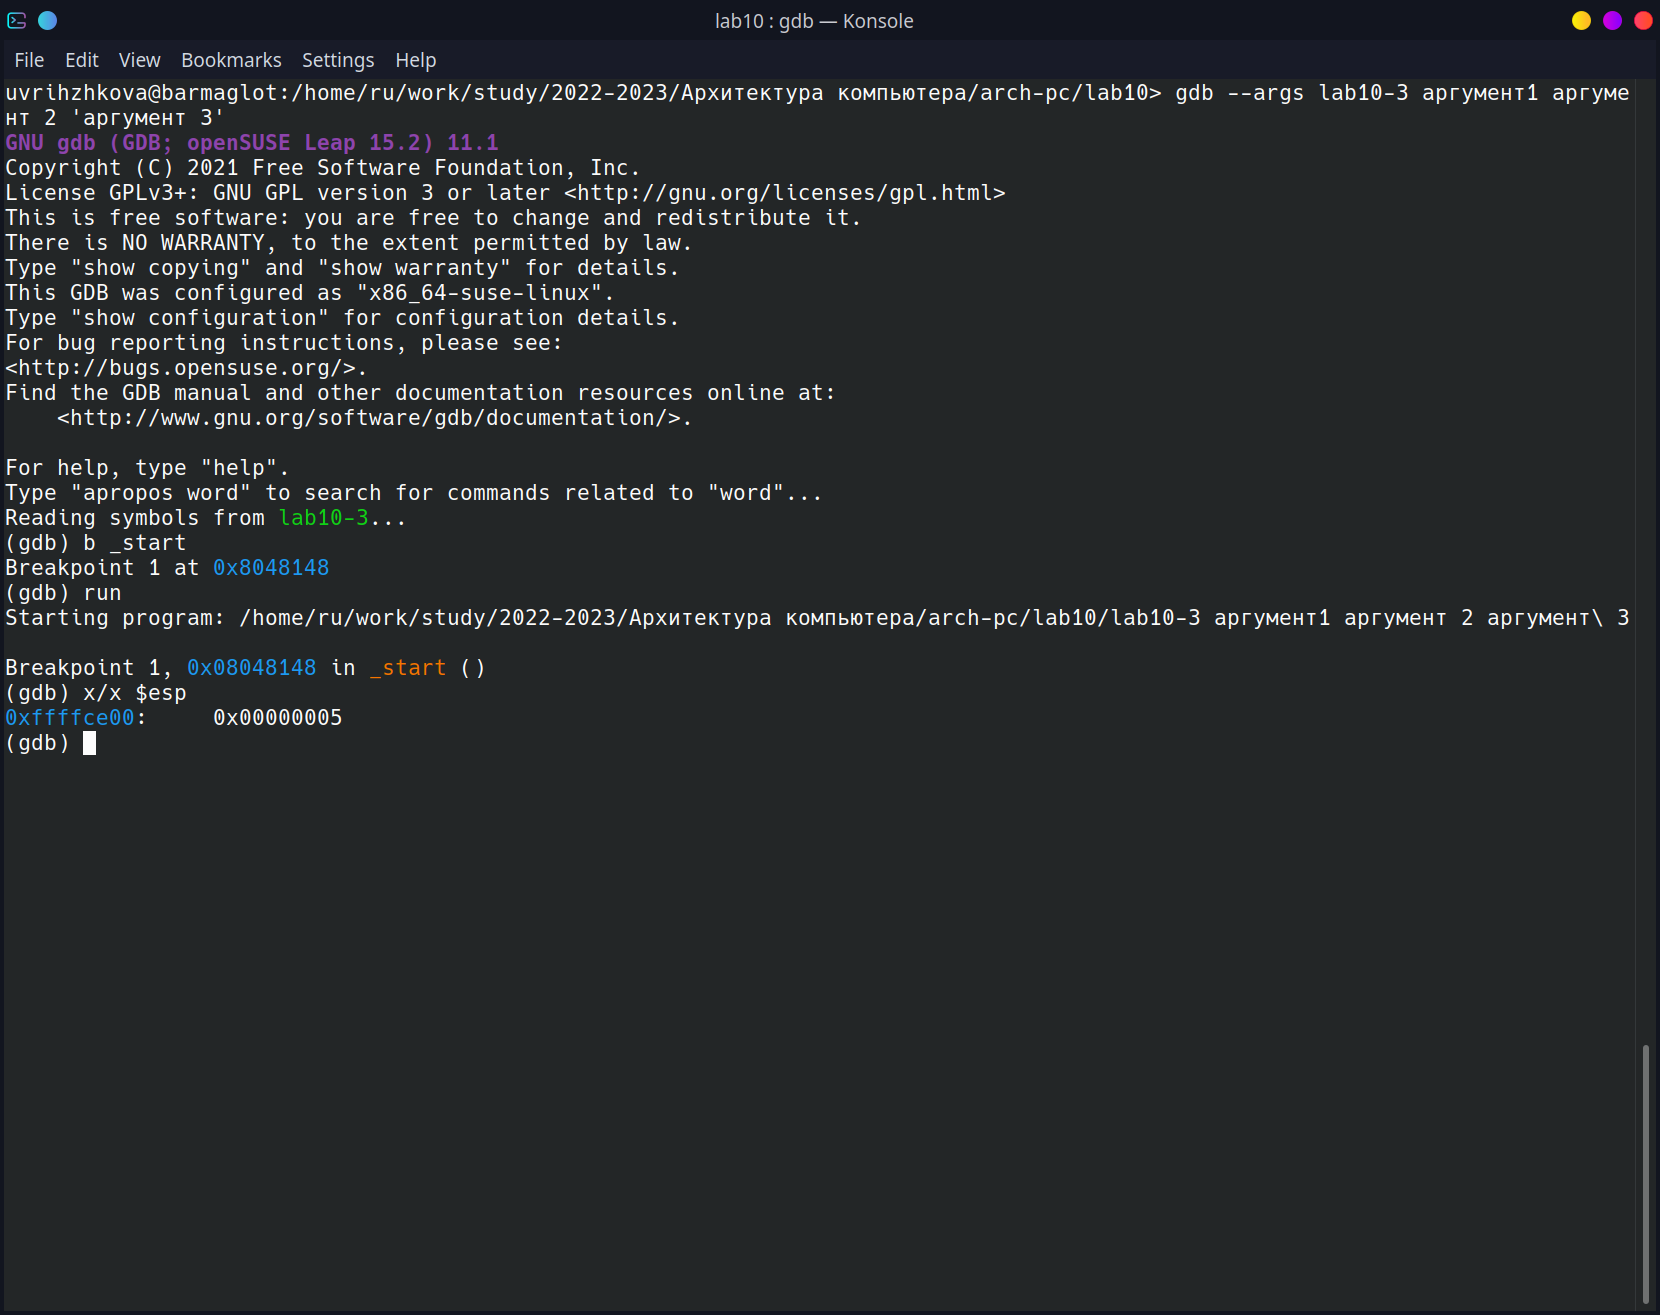 lab10 : gdb — Konsole
File Edit View Bookmarks Settings Help
uvrihzhkova@barmaglot:/home/ru/work/study/2022-2023/Архитектура компьютера/arch-pc/lab10> gdb --args lab10-3 аргумент1 аргуме
нт 2 'аргумент 3'
GNU gdb (GDB; openSUSE Leap 15.2) 11.1
Copyright (C) 2021 Free Software Foundation, Inc.
License GPLv3+: GNU GPL version 3 or later <http://gnu.org/licenses/gpl.html>
This is free software: you are free to change and redistribute it.
There is NO WARRANTY, to the extent permitted by law.
Type "show copying" and "show warranty" for details.
This GDB was configured as "x86_64-suse-linux".
Type "show configuration" for configuration details.
For bug reporting instructions, please see:
<http://bugs.opensuse.org/>.
Find the GDB manual and other documentation resources online at:
    <http://www.gnu.org/software/gdb/documentation/>.

For help, type "help".
Type "apropos word" to search for commands related to "word"...
Reading symbols from lab10-3...
(gdb) b _start
Breakpoint 1 at 0x8048148
(gdb) run
Starting program: /home/ru/work/study/2022-2023/Архитектура компьютера/arch-pc/lab10/lab10-3 аргумент1 аргумент 2 аргумент\ 3

Breakpoint 1, 0x08048148 in _start ()
(gdb) x/x $esp
0xffffce00:     0x00000005
(gdb)